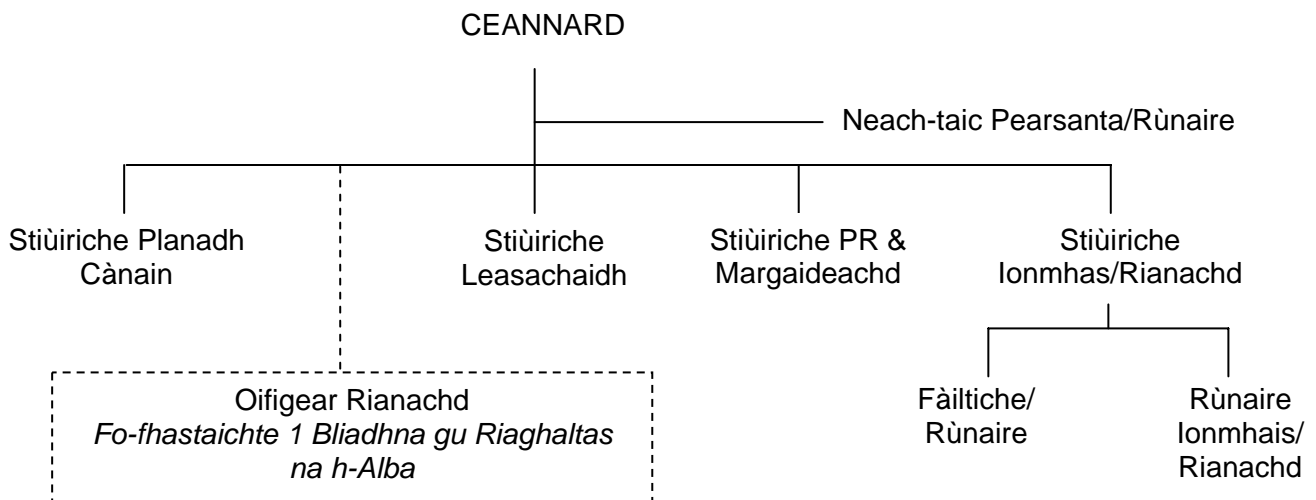 CEANNARD
Neach-taic Pearsanta/Rùnaire
Stiùiriche Planadh
Cànain
Stiùiriche
Leasachaidh
Stiùiriche PR &
Margaideachd
Stiùiriche
Ionmhas/Rianachd
Oifigear Rianachd
Fo-fhastaichte 1 Bliadhna gu Riaghaltas
na h-Alba
Fàiltiche/
Rùnaire
Rùnaire
Ionmhais/
Rianachd